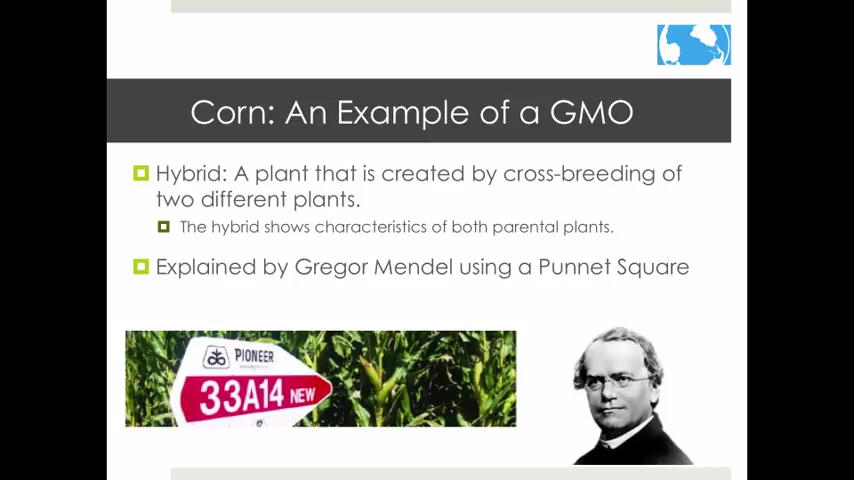 Corn: An Example of a GMO
Hybrid: A plant that is created by cross-breeding of
two different plants.
The hybrid shows characteristics of both parental plants.
Explained by Gregor Mendel using a Punnet Square
PIONEER
33A14 NEW